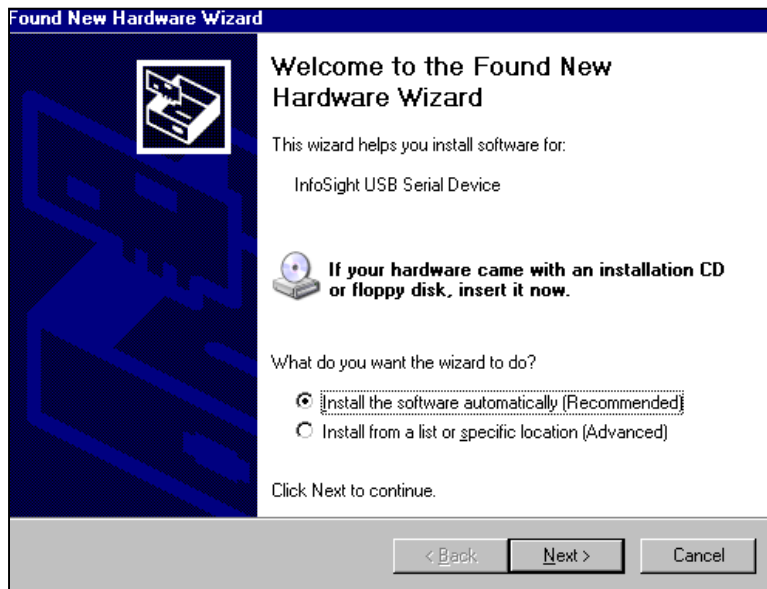 Found New Hardware Wizard
Welcome to the Found New
Hardware Wizard
This wizard helps you install software for:
InfoSight USB Serial Device
If your hardware came with an installation CD
or floppy disk, insert it now.
What do you want the wizard to do?
Install the software automatically (Recommended)
Install from a list or specific location (Advanced)
Click Next to continue.
< Back
Next >
Cancel